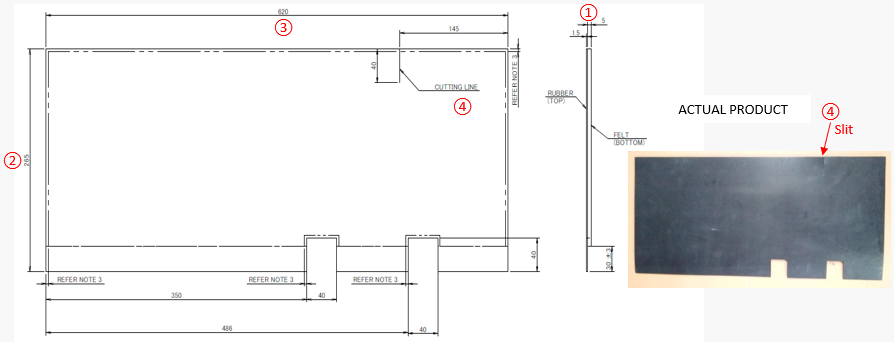 620
③
①
5
1.5
145
40
REFER NOTE 3
CUTTING LINE
④
RUBBER
(TOP)
FELT
(BOTTOM)
ACTUAL PRODUCT
④
Slit
②
265
40
30 ±3
REFER NOTE 3
REFER NOTE 3
REFER NOTE 3
350
40
486
40